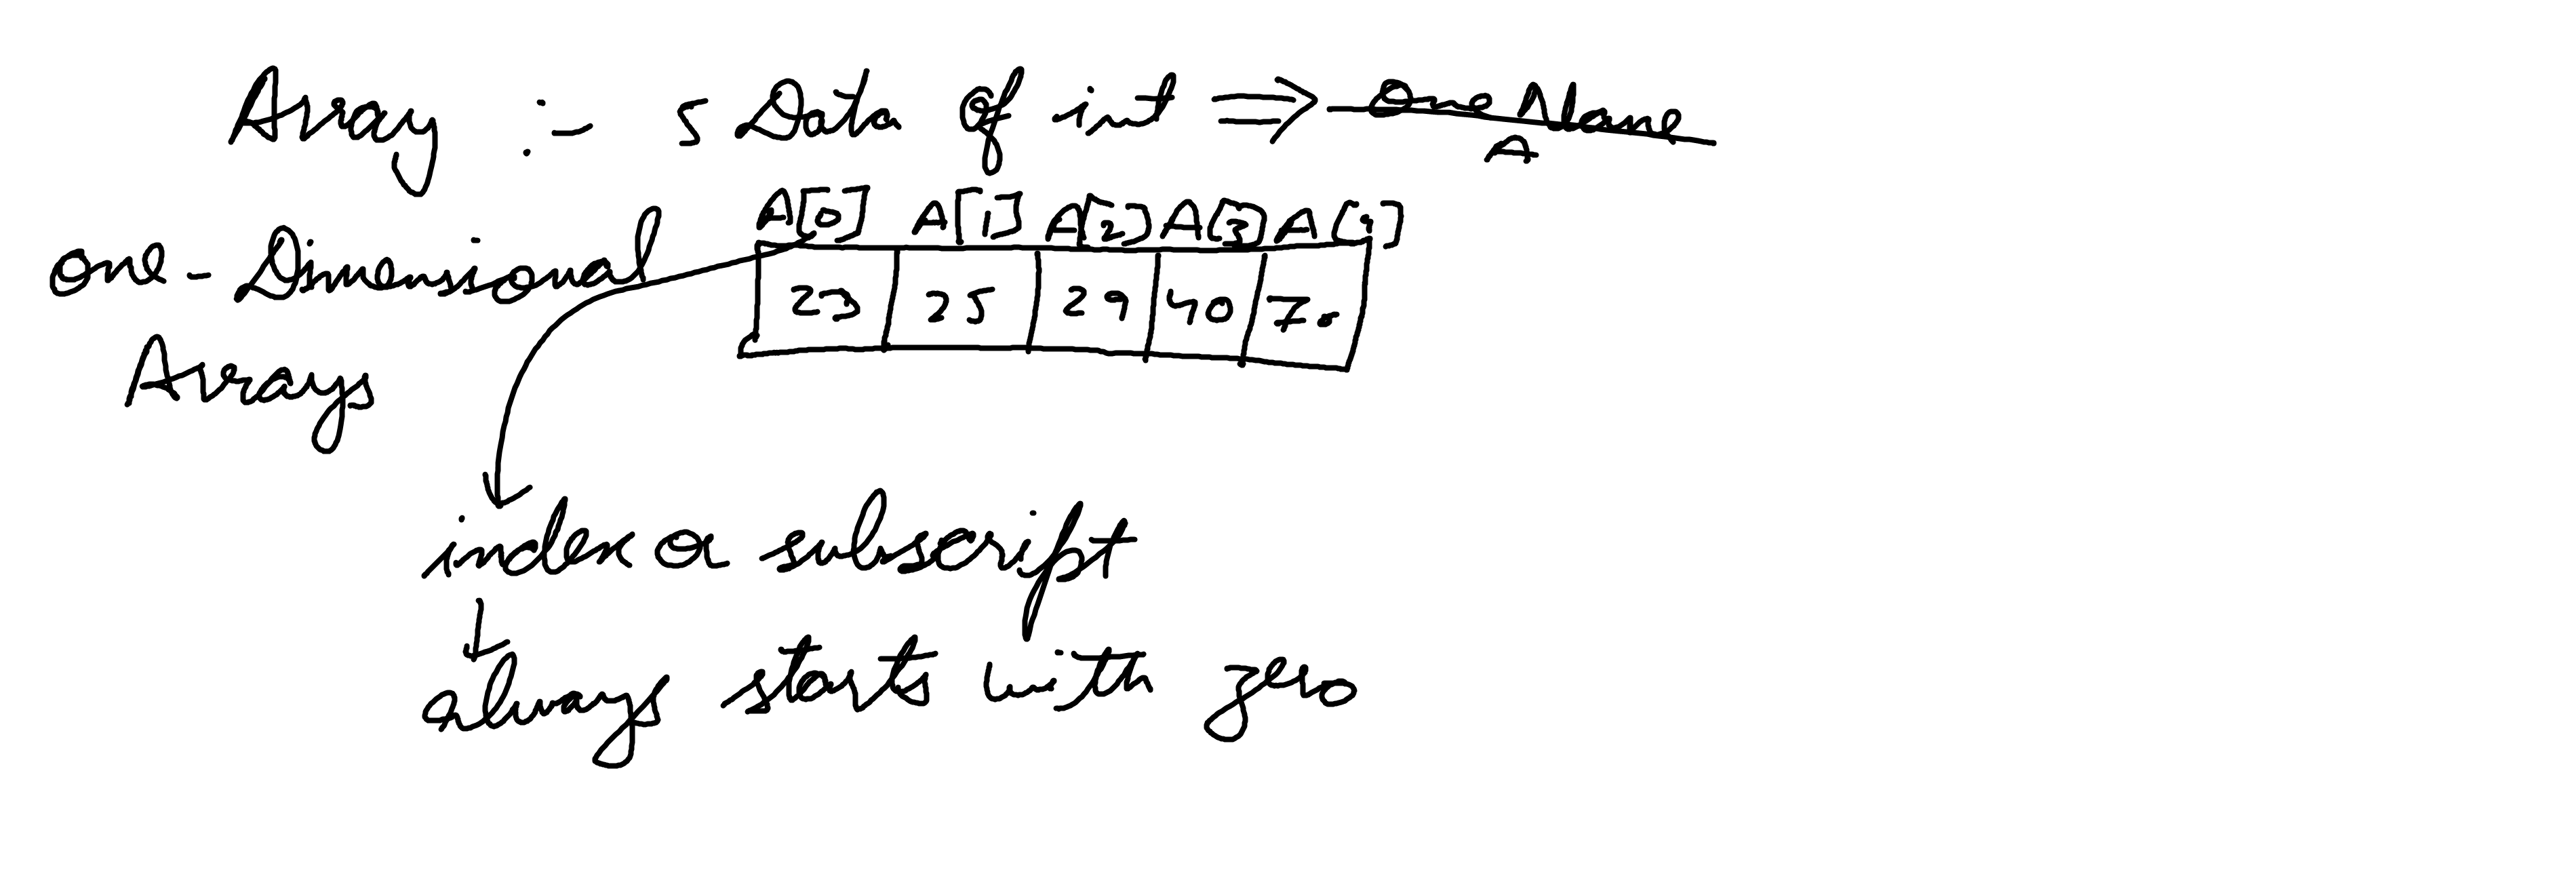 Array :- 5 Data of int ⇒ One Name
A
A[0] A[1] A[2] A[3] A[4]
One-Dimensional
23 25 29 40 70
Arrays
index or subscript
always starts with zero